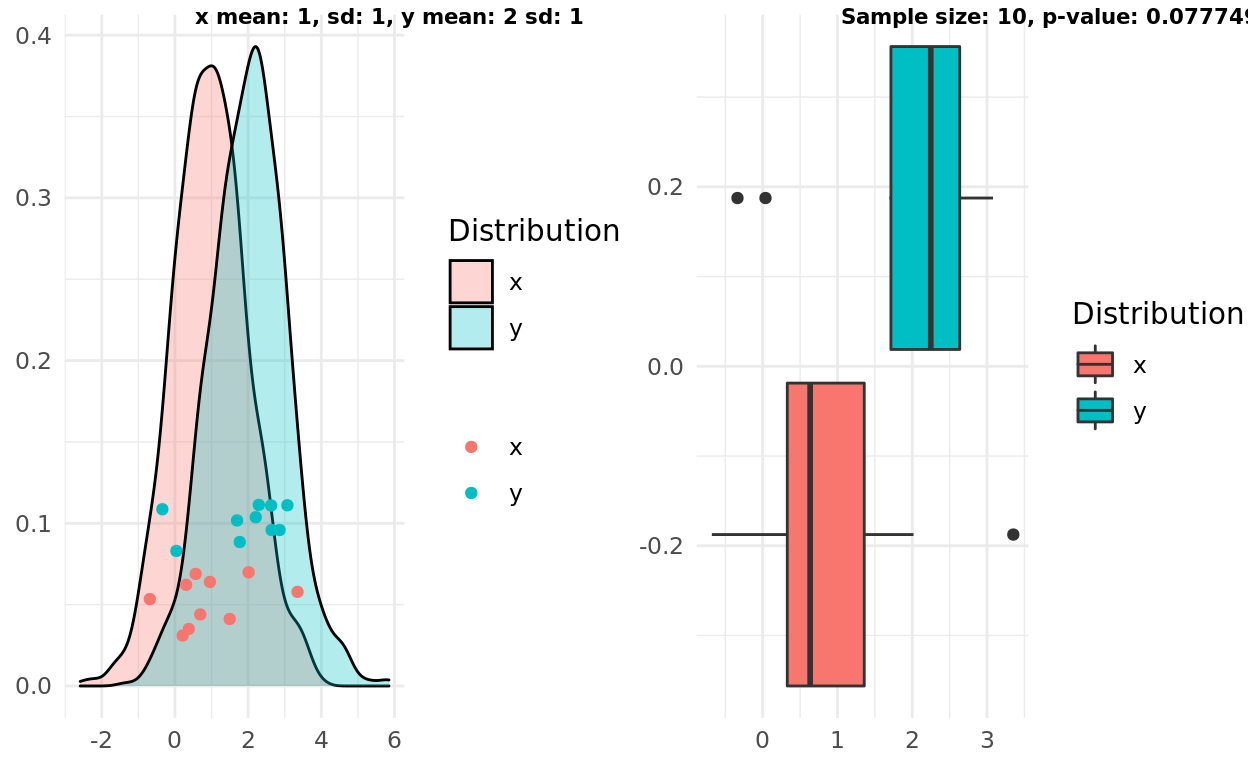 x mean: 1, sd: 1, y mean: 2 sd: 1
0.4
0.3
0.2
0.1
0.0
-2 0 2 4 6
Distribution
x
y
x
y
Sample size: 10, p-value: 0.077749
0.2
0.0
-0.2
0 1 2 3
Distribution
x
y